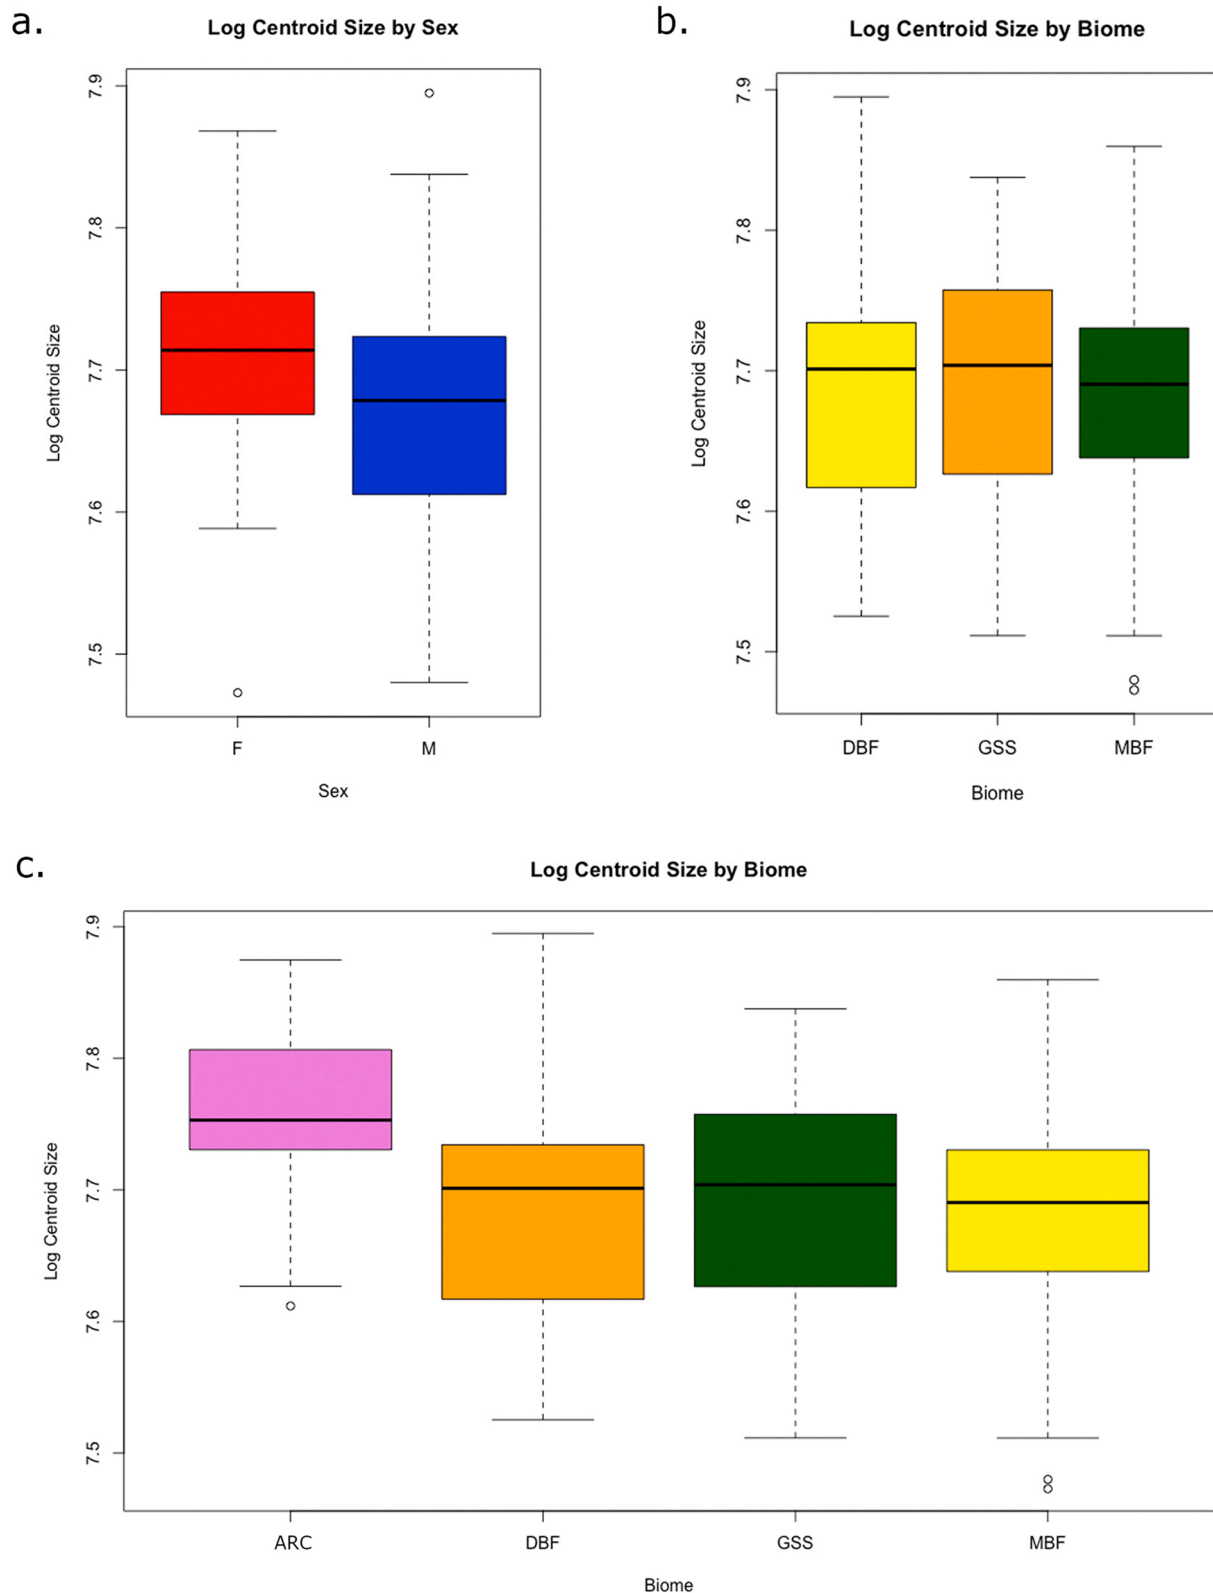 a.
Log Centroid Size by Sex
7.9
7.8
7.7
7.6
7.5
Log Centroid Size
F
M
Sex
b.
Log Centroid Size by Biome
7.9
7.8
7.7
7.6
7.5
Log Centroid Size
DBF
GSS
MBF
Biome
c.
Log Centroid Size by Biome
7.9
7.8
7.7
7.6
7.5
Log Centroid Size
ARC
DBF
GSS
MBF
Biome